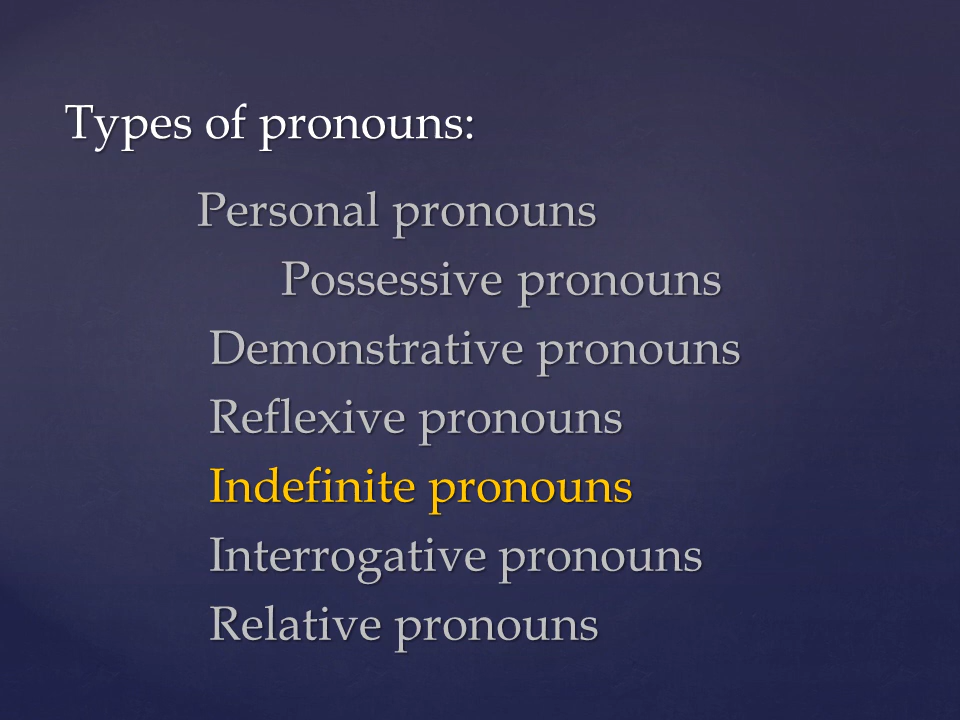 Types of pronouns:
Personal pronouns
Possessive pronouns
Demonstrative pronouns
Reflexive pronouns
Indefinite pronouns
Interrogative pronouns
Relative pronouns